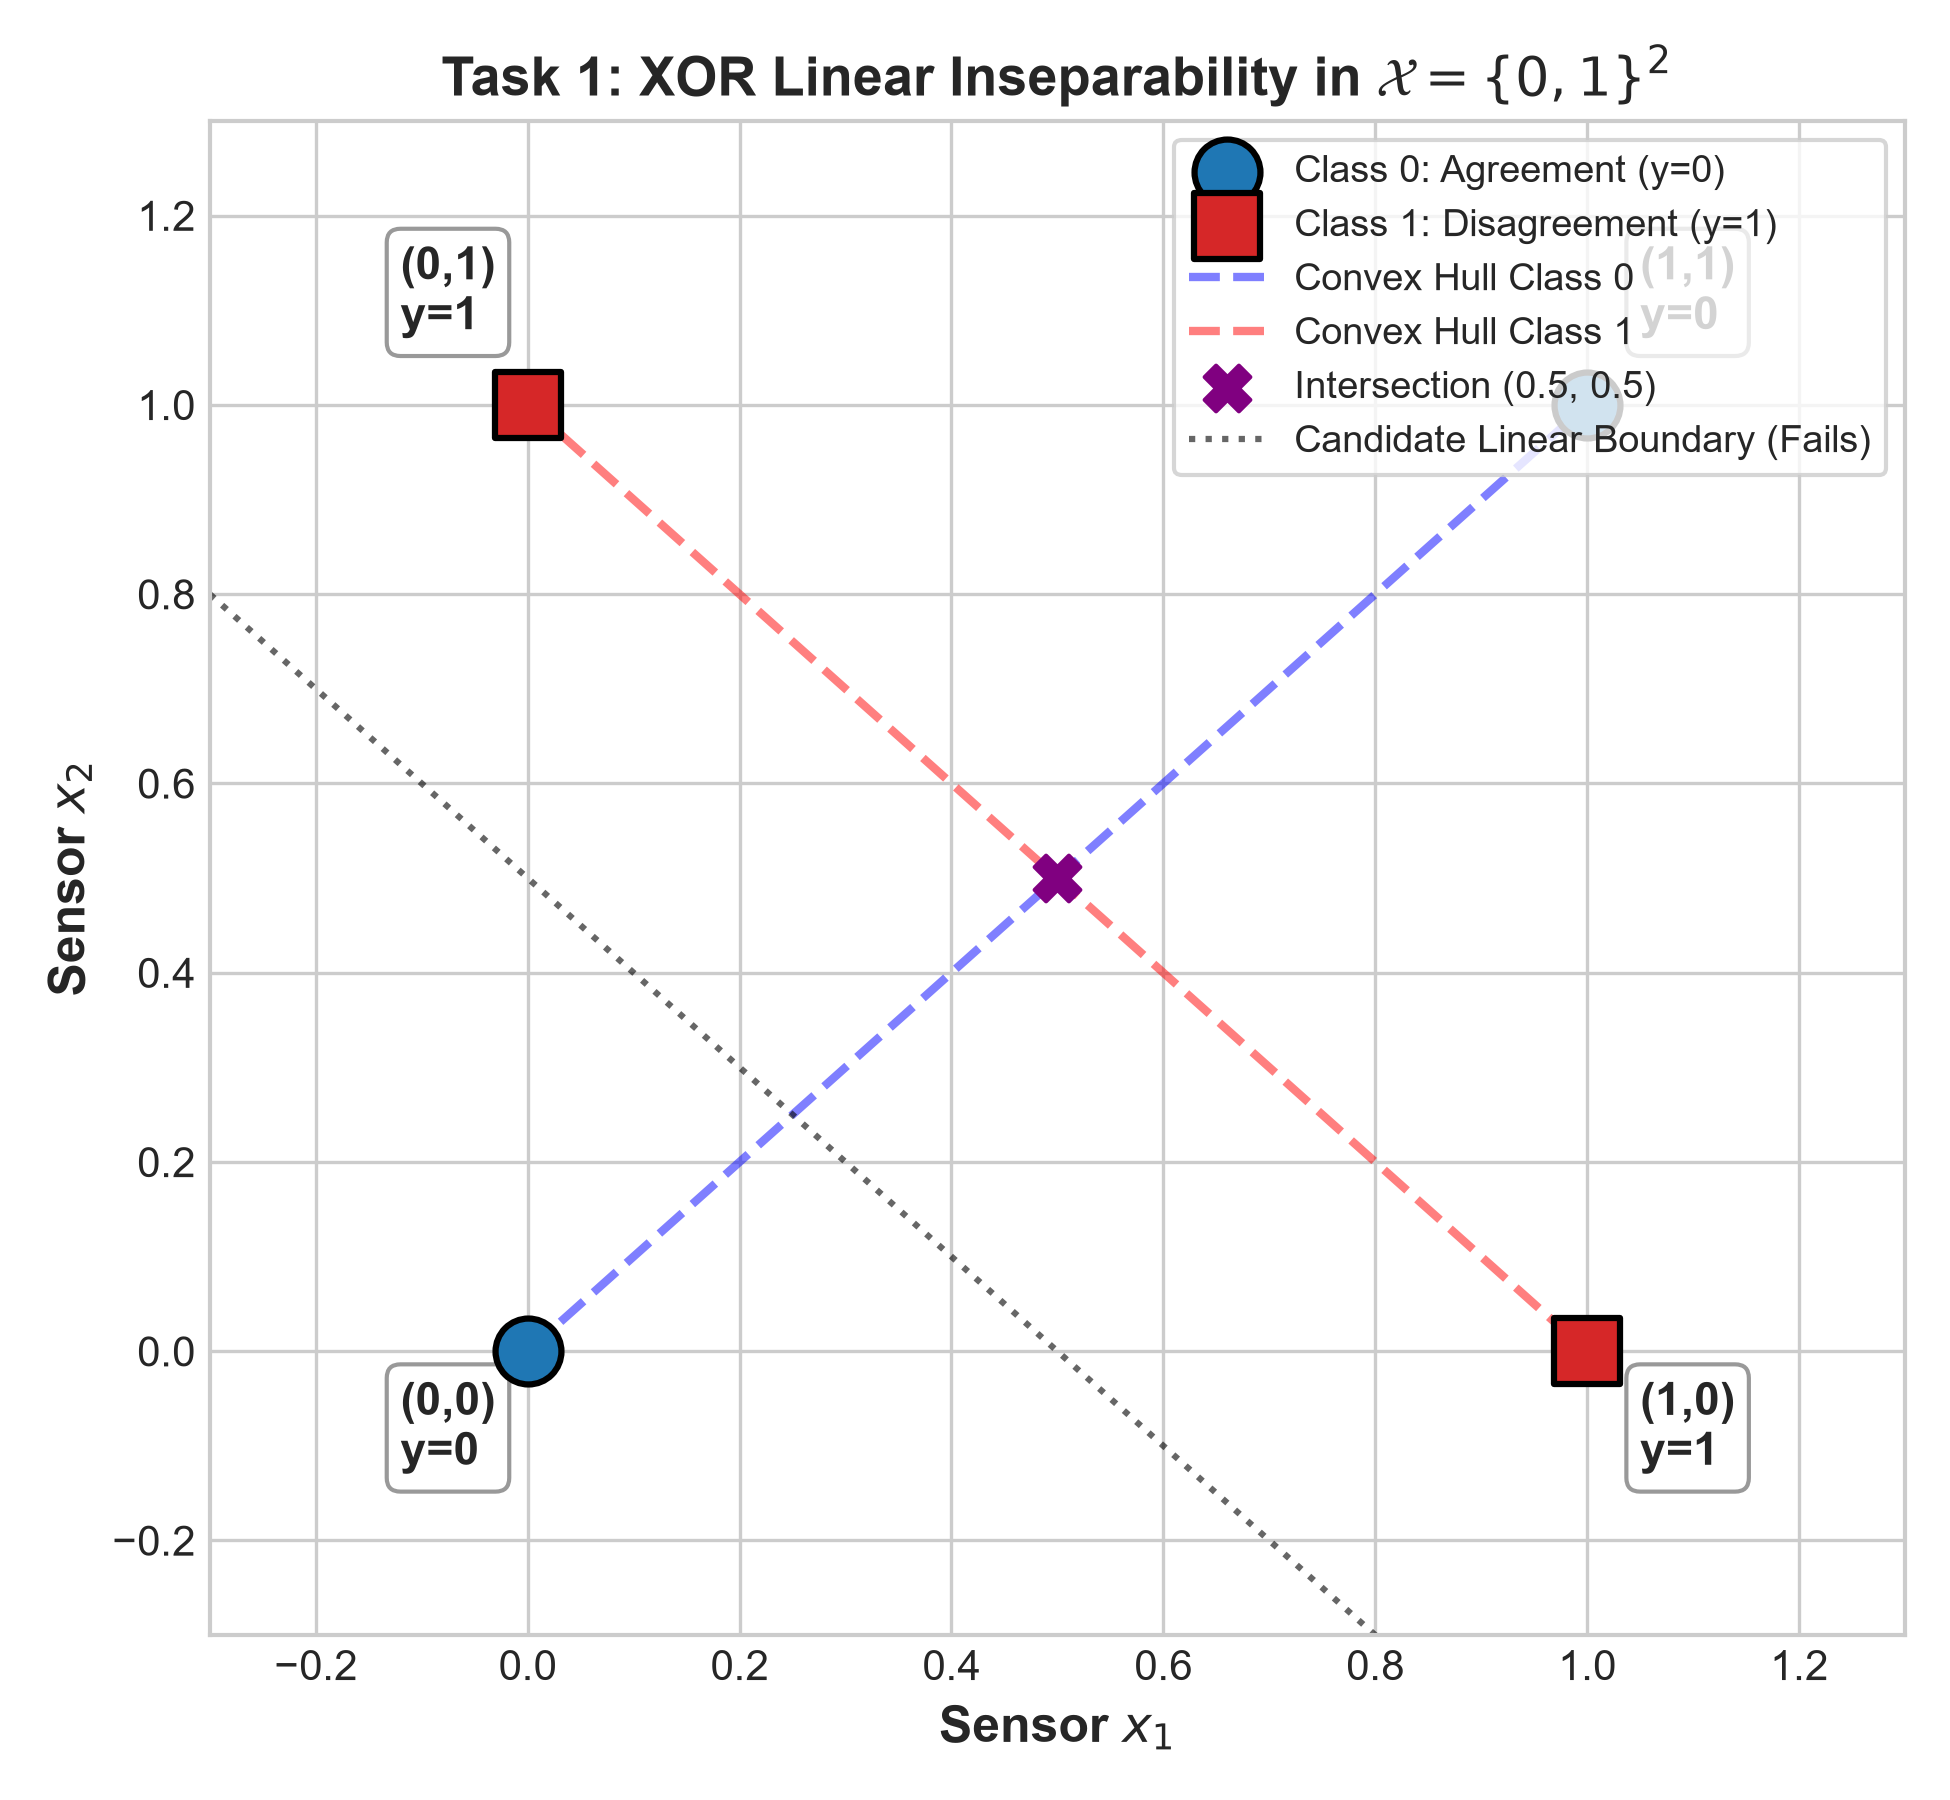 Task 1: XOR Linear Inseparability in 𝒳 = {0, 1}²
Class 0: Agreement (y=0)
Class 1: Disagreement (y=1)
Convex Hull Class 0
Convex Hull Class 1
Intersection (0.5, 0.5)
Candidate Linear Boundary (Fails)
(0,1)
y=1
(1,1)
y=0
(0,0)
y=0
(1,0)
y=1
Sensor x₂
1.2
1.0
0.8
0.6
0.4
0.2
0.0
−0.2
−0.2
0.0
0.2
0.4
0.6
0.8
1.0
1.2
Sensor x₁